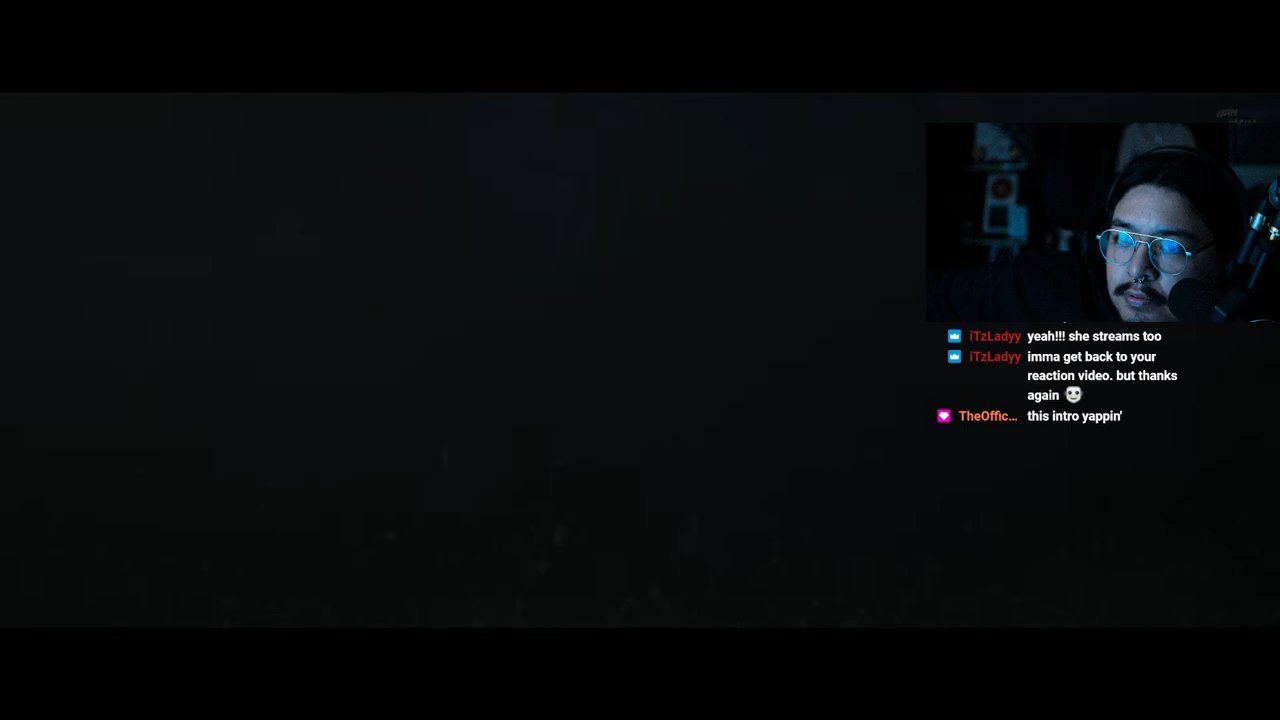 iTzLadyy yeah!!! she streams too
iTzLadyy imma get back to your
reaction video. but thanks
again
TheOffic... this intro yappin'